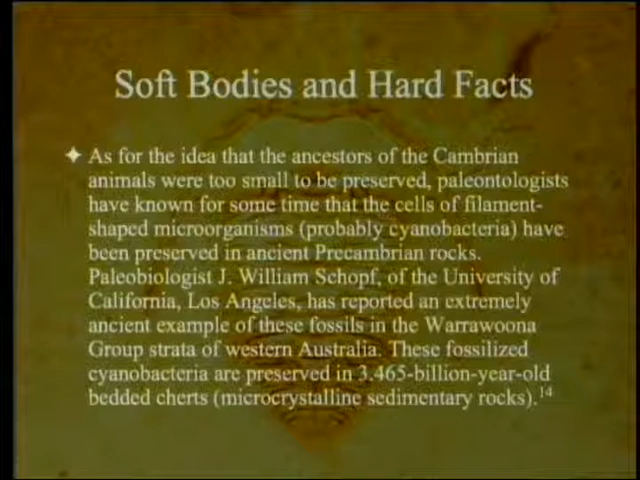 Soft Bodies and Hard Facts
As for the idea that the ancestors of the Cambrian
animals were too small to be preserved, paleontologists
have known for some time that the cells of filament-
shaped microorganisms (probably cyanobacteria) have
been preserved in ancient Precambrian rocks.
Paleobiologist J. William Schopf, of the University of
California, Los Angeles, has reported an extremely
ancient example of these fossils in the Warrawoona
Group strata of western Australia. These fossilized
cyanobacteria are preserved in 3.465-billion-year-old
bedded cherts (microcrystalline sedimentary rocks).14